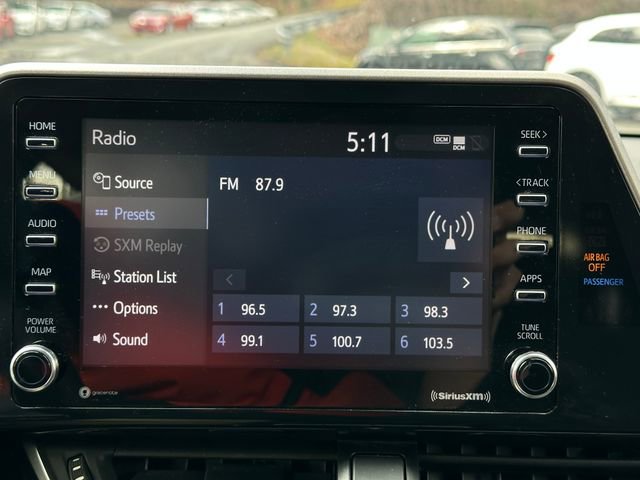 HOME
MENU
AUDIO
MAP
POWER
VOLUME
Radio
5:11
DCM
DCM
Source
Presets
SXM Replay
Station List
Options
Sound
FM 87.9
1 96.5
2 97.3
3 98.3
4 99.1
5 100.7
6 103.5
gracenote
((SiriusXM))
SEEK>
<TRACK
PHONE
APPS
TUNE
SCROLL
AIR BAG
OFF
PASSENGER